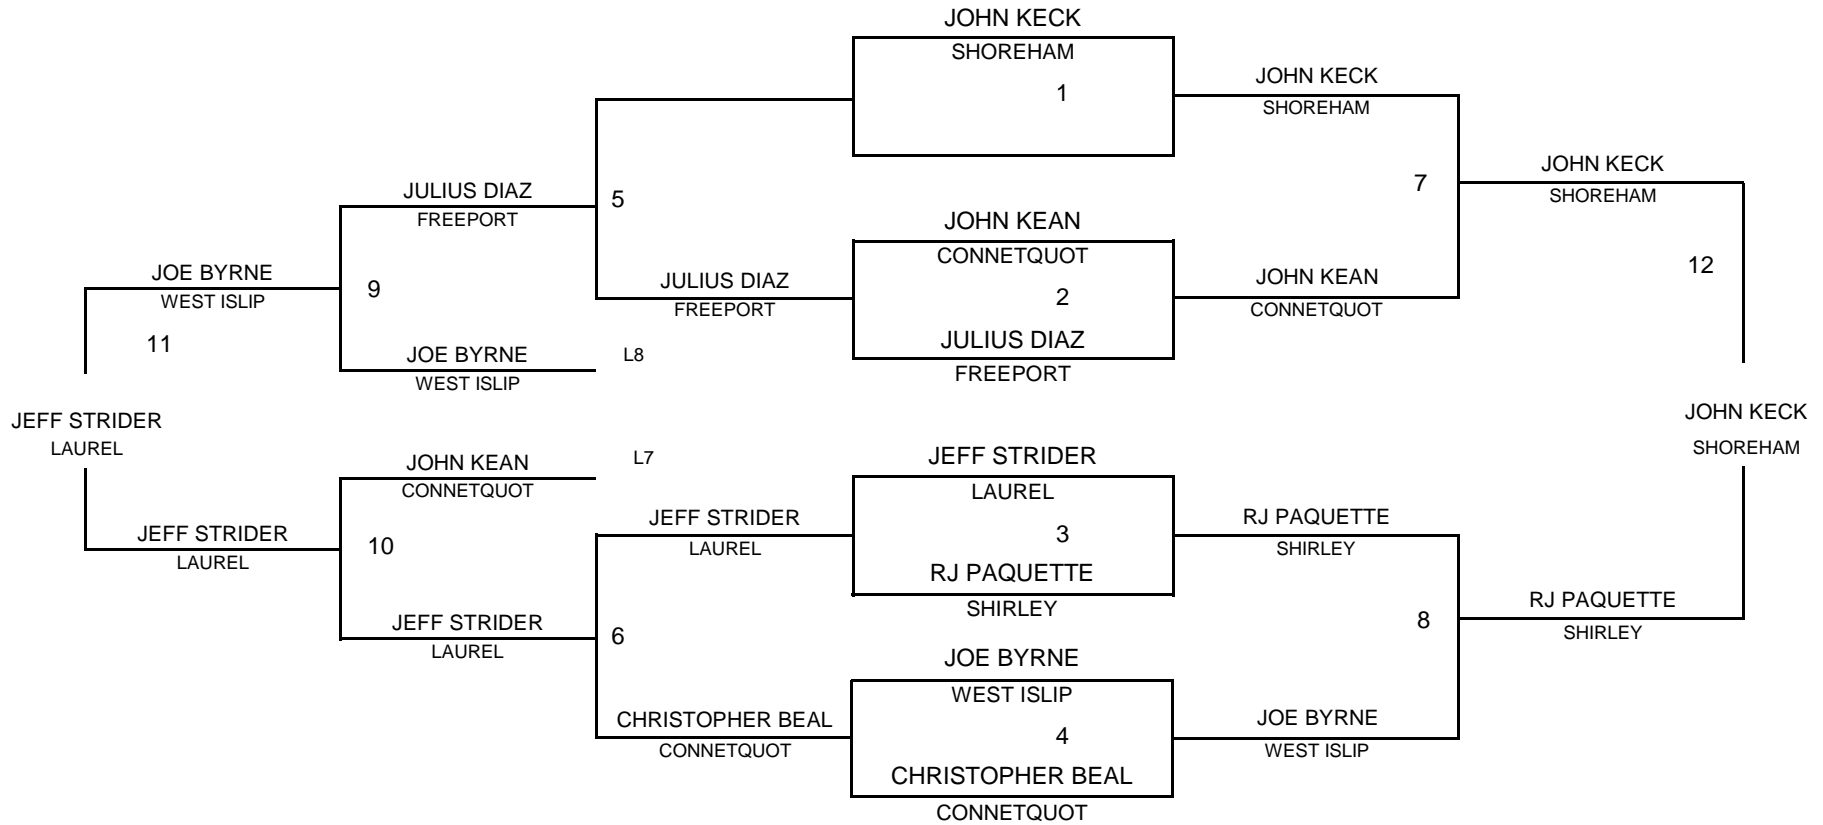 JOHN KECK
SHOREHAM
1
JOHN KECK
SHOREHAM
JOHN KECK
SHOREHAM
7
JULIUS DIAZ
FREEPORT
5
JOHN KEAN
CONNETQUOT
2
JULIUS DIAZ
FREEPORT
JOHN KEAN
CONNETQUOT
12
JOE BYRNE
WEST ISLIP
9
11
JULIUS DIAZ
FREEPORT
JOE BYRNE
WEST ISLIP
L8
JEFF STRIDER
LAUREL
JOHN KECK
SHOREHAM
JOHN KEAN
CONNETQUOT
L7
JEFF STRIDER
LAUREL
3
RJ PAQUETTE
SHIRLEY
JEFF STRIDER
LAUREL
RJ PAQUETTE
SHIRLEY
JEFF STRIDER
LAUREL
10
JEFF STRIDER
LAUREL
6
8
RJ PAQUETTE
SHIRLEY
JOE BYRNE
WEST ISLIP
4
CHRISTOPHER BEAL
CONNETQUOT
CHRISTOPHER BEAL
CONNETQUOT
JOE BYRNE
WEST ISLIP